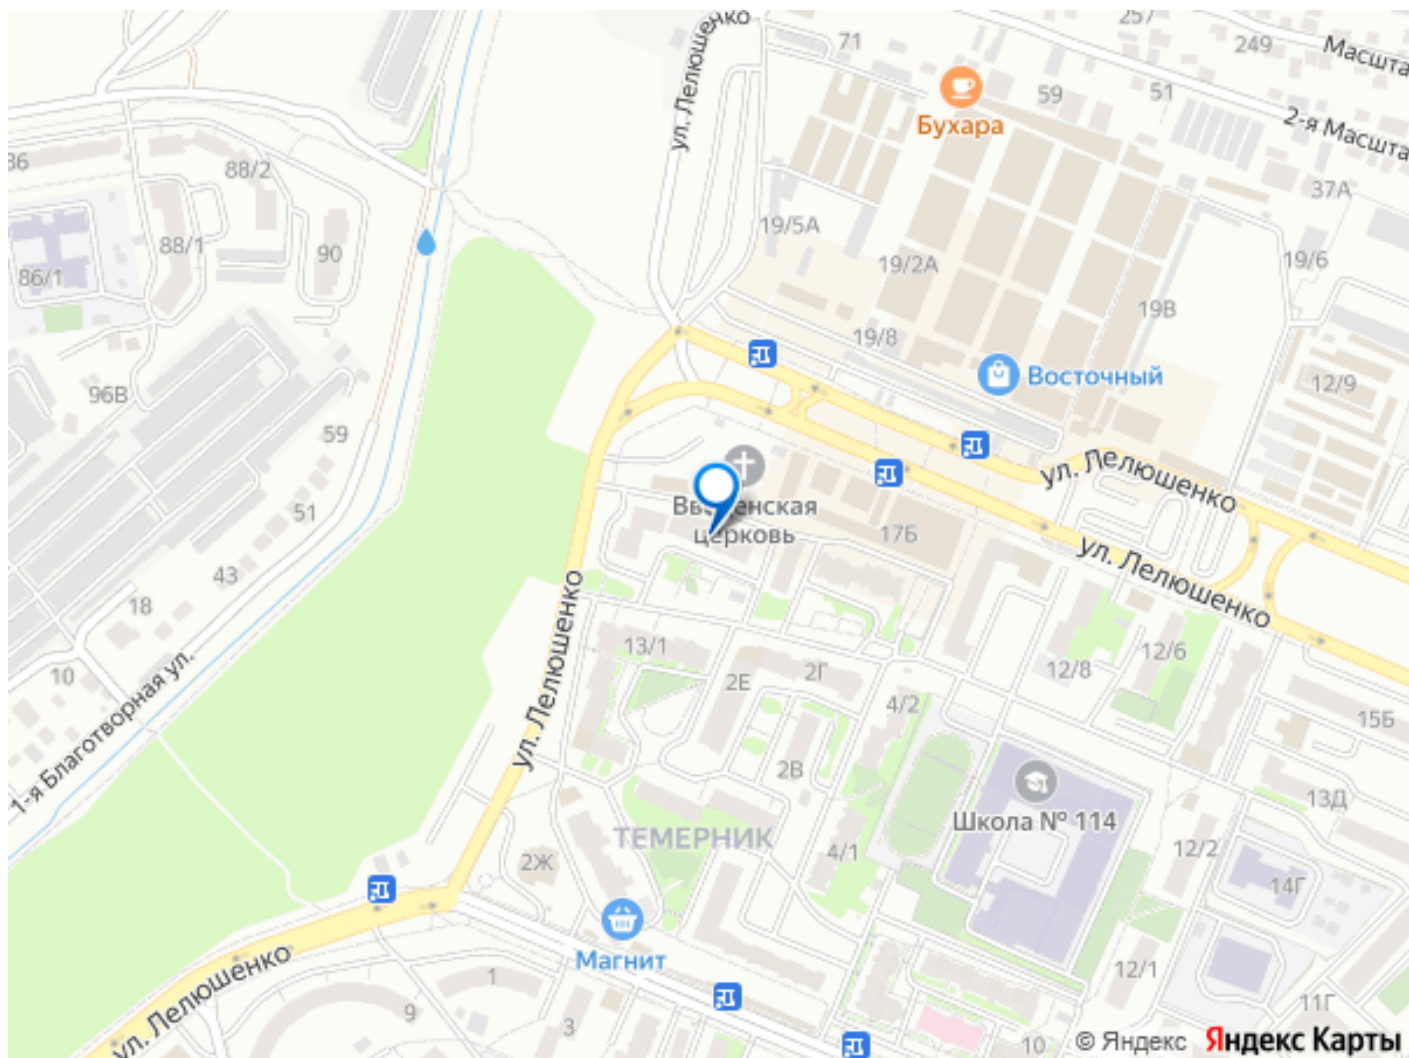 257
249
Масшта
71
ул. Лелюшенко
59
51
2-я Масшта
Бухара
86
88/2
37А
88/1
90
19/5А
19/2А
19/6
86/1
19В
19/8
Восточный
12/9
96В
59
ул. Лелюшенко
51
Введенская
церковь
17Б
ул. Лелюшенко
43
18
ул. Лелюшенко
13/1
2Е
2Г
12/8
12/6
10
4/2
15Б
1-я Благотворная ул.
2В
13Д
Школа № 114
ТЕМЕРНИК
2Ж
4/1
12/2
14Г
Магнит
ул. Лелюшенко
1
9
3
12/1
11Г
10
© Яндекс Яндекс Карты